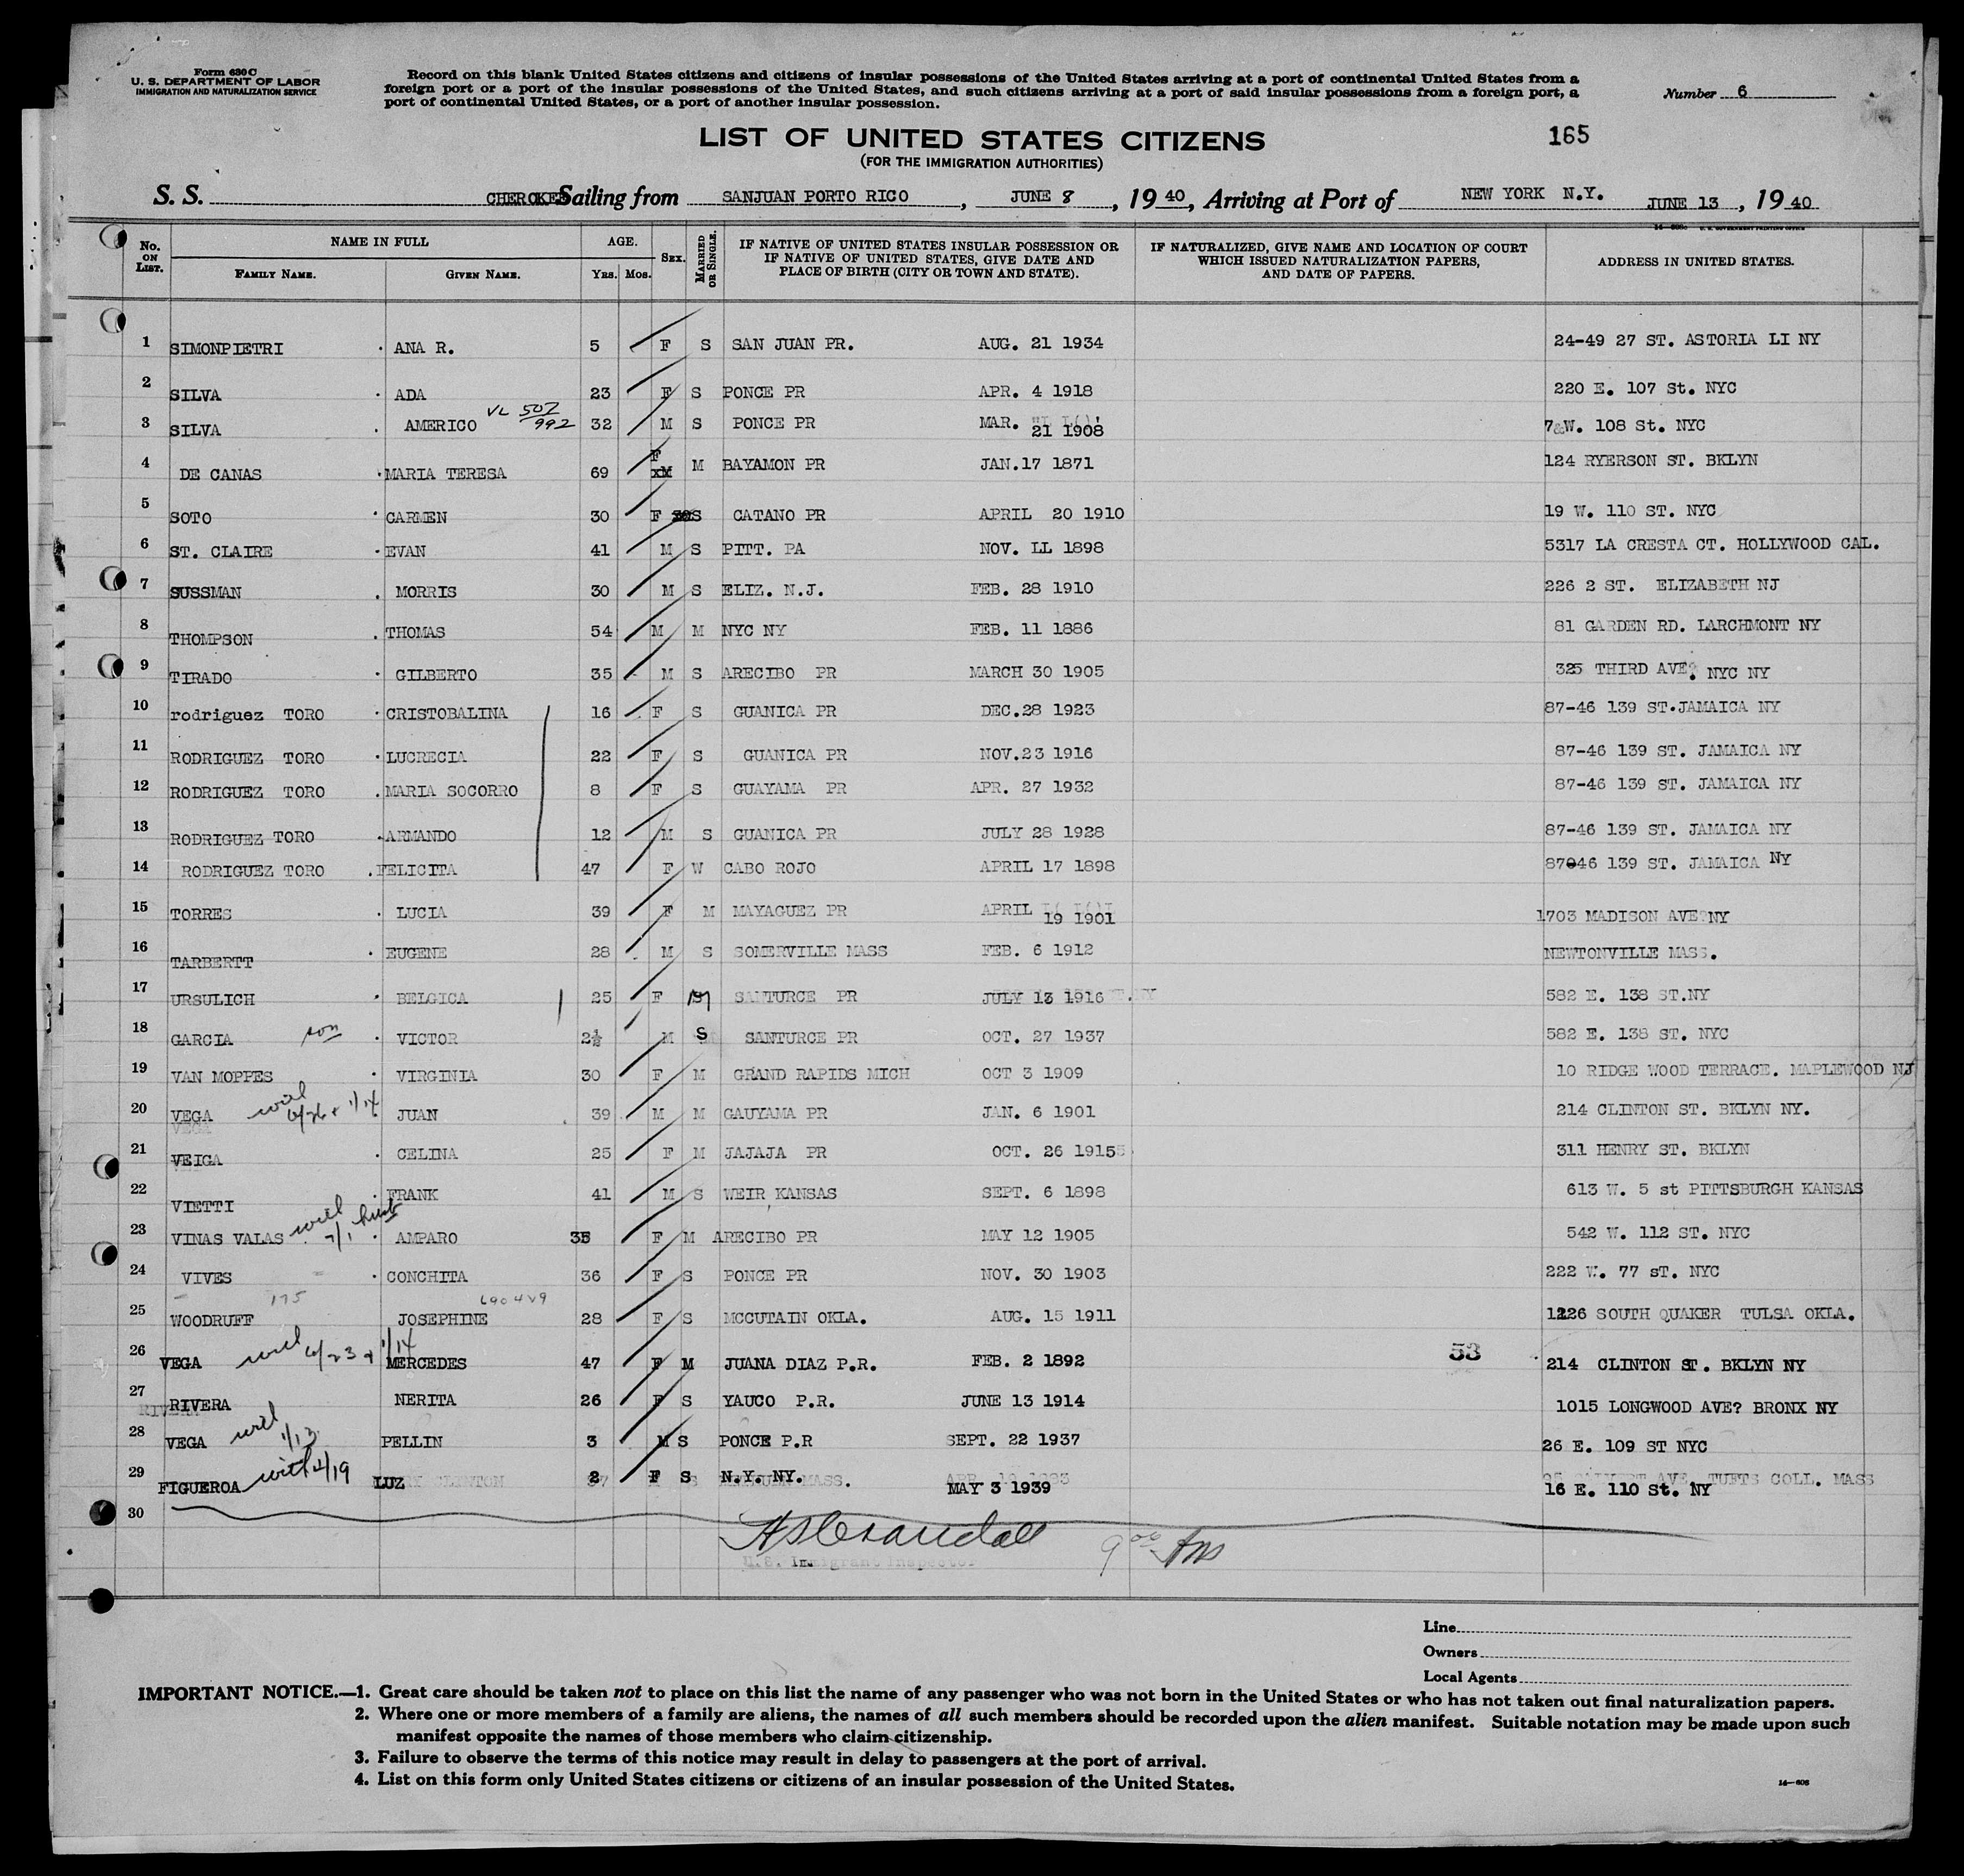 Form 630 C
U. S. DEPARTMENT OF LABOR
IMMIGRATION AND NATURALIZATION SERVICE
Record on this blank United States citizens and citizens of insular possessions of the United States arriving at a port of continental United States from a
foreign port or a port of the insular possessions of the United States, and such citizens arriving at a port of said insular possessions from a foreign port, a
port of continental United States, or a port of another insular possession.
Number 6
LIST OF UNITED STATES CITIZENS
165
(FOR THE IMMIGRATION AUTHORITIES)
S. S. CHEROKEE Sailing from SANJUAN PORTO RICO, JUNE 8, 19 40, Arriving at Port of NEW YORK N.Y. JUNE 13, 19 40
No. ON LIST. NAME IN FULL FAMILY NAME. GIVEN NAME. AGE. YRS. MOS. SEX. MARRIED OR SINGLE. IF NATIVE OF UNITED STATES INSULAR POSSESSION OR IF NATIVE OF UNITED STATES, GIVE DATE AND PLACE OF BIRTH (CITY OR TOWN AND STATE). IF NATURALIZED, GIVE NAME AND LOCATION OF COURT WHICH ISSUED NATURALIZATION PAPERS, AND DATE OF PAPERS. ADDRESS IN UNITED STATES.
1 SIMONPIETRI ANA R. 5 F S SAN JUAN PR. AUG. 21 1934 24-49 27 ST. ASTORIA LI NY
2 SILVA ADA 23 F S PONCE PR APR. 4 1918 220 E. 107 St. NYC
3 SILVA AMERICO VL 507/992 32 M S PONCE PR MAR. 21 1908 7&W. 108 St. NYC
4 DE CANAS MARIA TERESA 69 F xM M BAYAMON PR JAN.17 1871 124 RYERSON ST. BKLYN
5 SOTO CARMEN 30 F S CATANO PR APRIL 20 1910 19 W. 110 ST. NYC
6 ST. CLAIRE EVAN 41 M S PITT. PA NOV. LL 1898 5317 LA CRESTA CT. HOLLYWOOD CAL.
7 SUSSMAN MORRIS 30 M S ELIZ. N.J. FEB. 28 1910 226 2 ST. ELIZABETH NJ
8 THOMPSON THOMAS 54 M M NYC NY FEB. 11 1886 81 GARDEN RD. LARCHMONT NY
9 TIRADO GILBERTO 35 M S ARECIBO PR MARCH 30 1905 325 THIRD AVE. NYC NY
10 rodriguez TORO CRISTOBALINA 16 F S GUANICA PR DEC.28 1923 87-46 139 ST.JAMAICA NY
11 RODRIGUEZ TORO LUCRECIA 22 F S GUANICA PR NOV.23 1916 87-46 139 ST. JAMAICA NY
12 RODRIGUEZ TORO MARIA SOCORRO 8 F S GUAYAMA PR APR. 27 1932 87-46 139 ST. JAMAICA NY
13 RODRIGUEZ TORO ARMANDO 12 M S GUANICA PR JULY 28 1928 87-46 139 ST. JAMAICA NY
14 RODRIGUEZ TORO FELICITA 47 F W CABO ROJO APRIL 17 1898 87046 139 ST. JAMAICA NY
15 TORRES LUCIA 39 F M MAYAGUEZ PR APRIL 19 1901 1703 MADISON AVE?NY
16 TARBERTT EUGENE 28 M S SOMERVILLE MASS FEB. 6 1912 NEWTONVILLE MASS.
17 URSULICH BELGICA 25 F M SANTURCE PR JULY 13 1916 582 E. 138 ST.NY
18 GARCIA son VICTOR 2½ M S SANTURCE PR OCT. 27 1937 582 E. 138 ST. NYC
19 VAN MOPPES VIRGINIA 30 F M GRAND RAPIDS MICH OCT 3 1909 10 RIDGE WOOD TERRACE. MAPLEWOOD NJ
20 VEGA with 6/26 + 1/14 JUAN 39 M M GAUYAMA PR JAN. 6 1901 214 CLINTON ST. BKLYN NY.
21 VEIGA CELINA 25 F M JAJAJA PR OCT. 26 1915 311 HENRY ST. BKLYN
22 VIETTI FRANK 41 M S WEIR KANSAS SEPT. 6 1898 613 W. 5 st PITTSBURGH KANSAS
23 VINAS VALAS with 7/1 husb AMPARO 35 F M ARECIBO PR MAY 12 1905 542 W. 112 ST. NYC
24 VIVES CONCHITA 36 F S PONCE PR NOV. 30 1903 222 W. 77 sT. NYC
175
25 WOODRUFF JOSEPHINE 28 F S MCCUTAIN OKLA. AUG. 15 1911 1226 SOUTH QUAKER TULSA OKLA.
26 VEGA with 6/23 + 1/14 MERCEDES 47 F M JUANA DIAZ P.R. FEB. 2 1892 53 214 CLINTON ST. BKLYN NY
27 RIVERA NERITA 26 F S YAUCO P.R. JUNE 13 1914 1015 LONGWOOD AVE? BRONX NY
28 VEGA with 1/13 PELLIN 3 M S PONCE P.R SEPT. 22 1937 26 E. 109 ST NYC
29 FIGUEROA with 4/19 LUZ 2 F S N.Y. NY. MAY 3 1939 16 E. 110 St. NY
30
U.S. Immigrant Inspector
Line
Owners
Local Agents
IMPORTANT NOTICE.—1. Great care should be taken not to place on this list the name of any passenger who was not born in the United States or who has not taken out final naturalization papers.
2. Where one or more members of a family are aliens, the names of all such members should be recorded upon the alien manifest. Suitable notation may be made upon such
manifest opposite the names of those members who claim citizenship.
3. Failure to observe the terms of this notice may result in delay to passengers at the port of arrival.
4. List on this form only United States citizens or citizens of an insular possession of the United States.
14—606